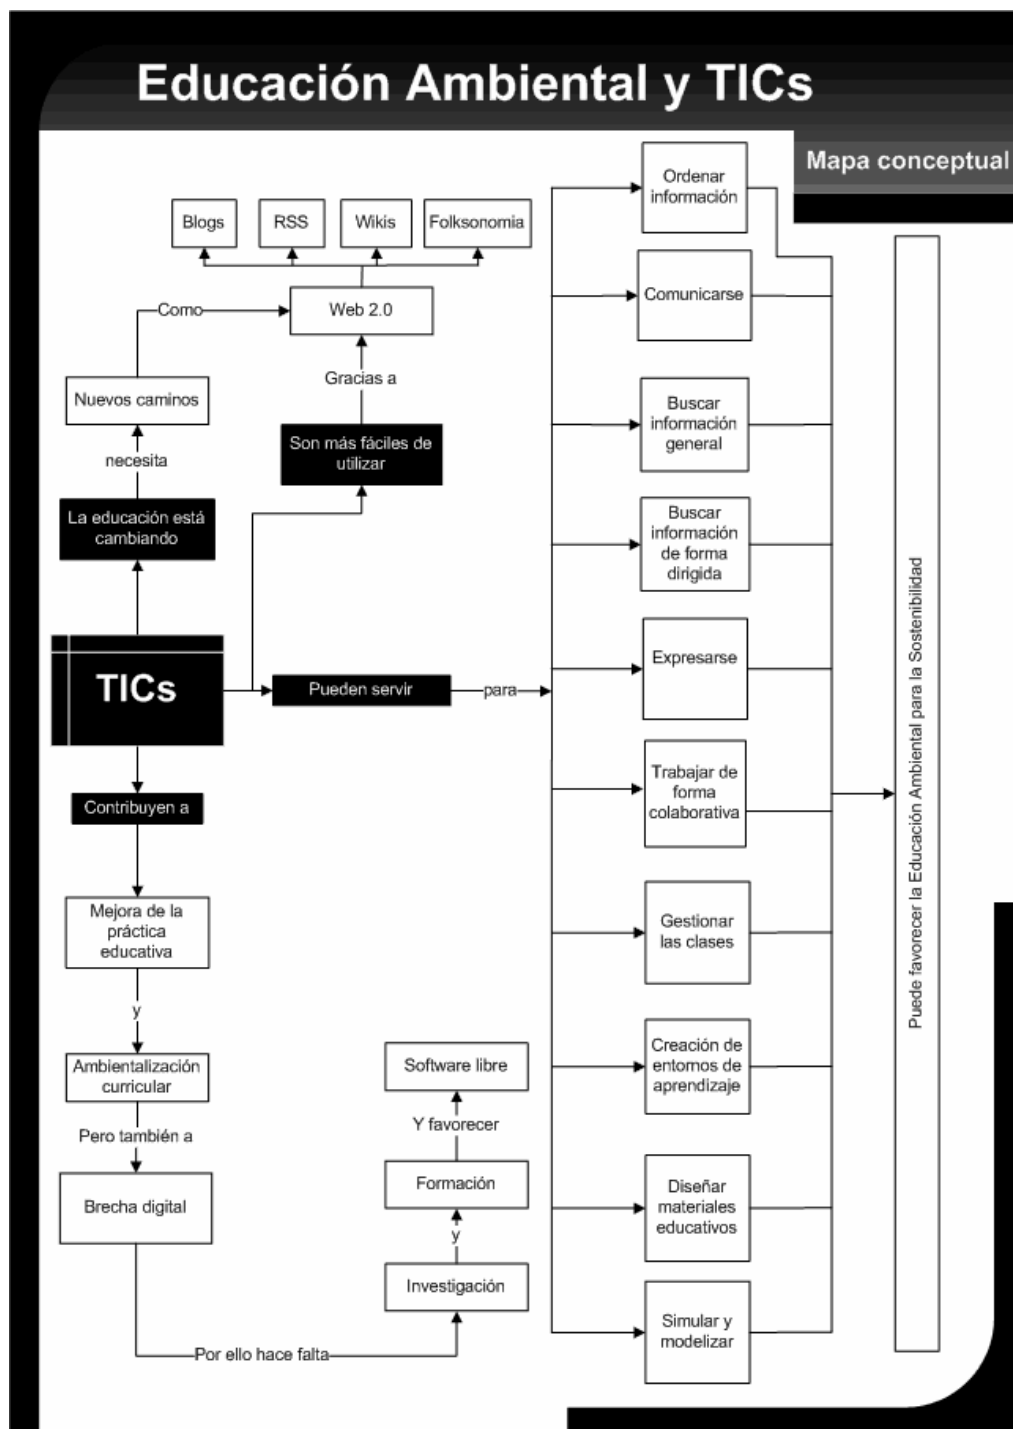 Educación Ambiental y TICs
Mapa conceptual
Blogs
RSS
Wikis
Folksonomia
Como
Web 2.0
Gracias a
Nuevos caminos
necesita
Son más fáciles de
utilizar
La educación está
cambiando
TICs
Pueden servir
para
Contribuyen a
Mejora de la
práctica
educativa
y
Ambientalización
curricular
Pero también a
Brecha digital
Por ello hace falta
Investigación
y
Formación
Y favorecer
Software libre
Ordenar
información
Comunicarse
Buscar
información
general
Buscar
información
de forma
dirigida
Expresarse
Trabajar de
forma
colaborativa
Gestionar
las clases
Creación de
entornos de
aprendizaje
Diseñar
materiales
educativos
Simular y
modelizar
Puede favorecer la Educación Ambiental para la Sostenibilidad